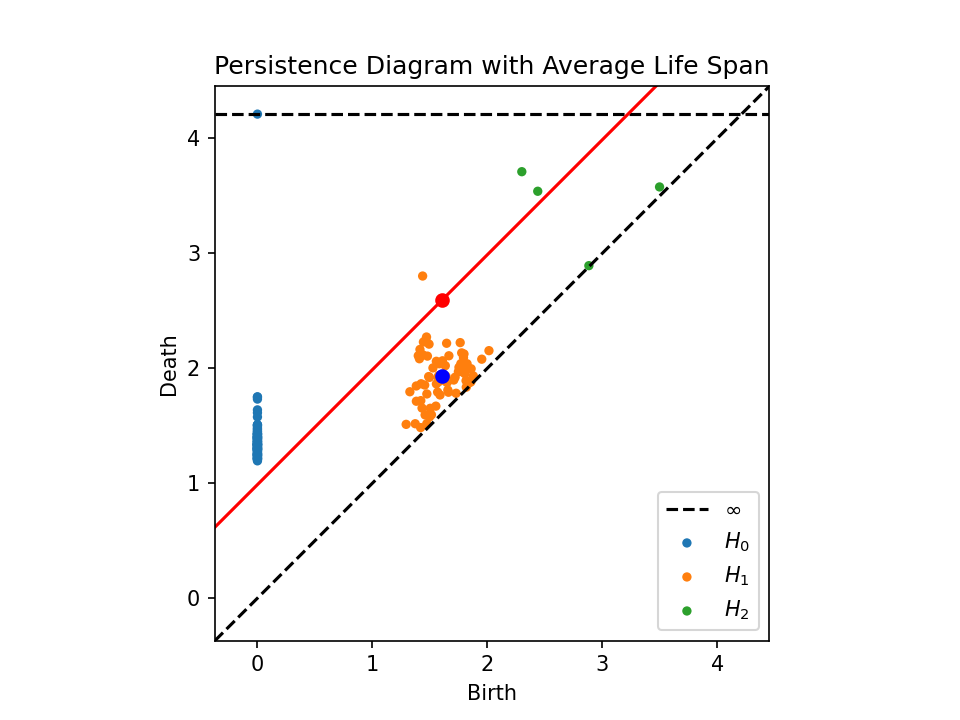 Persistence Diagram with Average Life Span
Death
4
3
2
1
0
∞
H₀
H₁
H₂
0 1 2 3 4
Birth